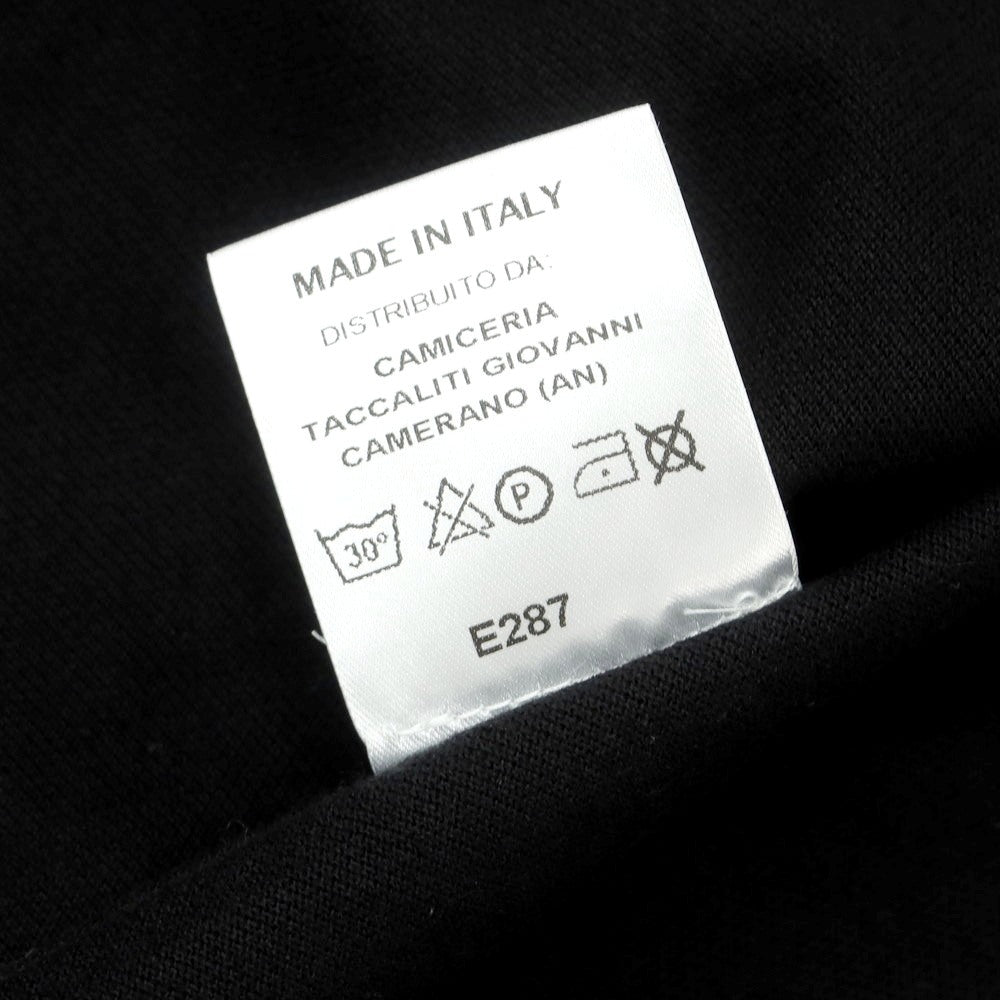 MADE IN ITALY
DISTRIBUITO DA:
CAMICERIA
TACCALITI GIOVANNI
CAMERANO (AN)
30° P
E287